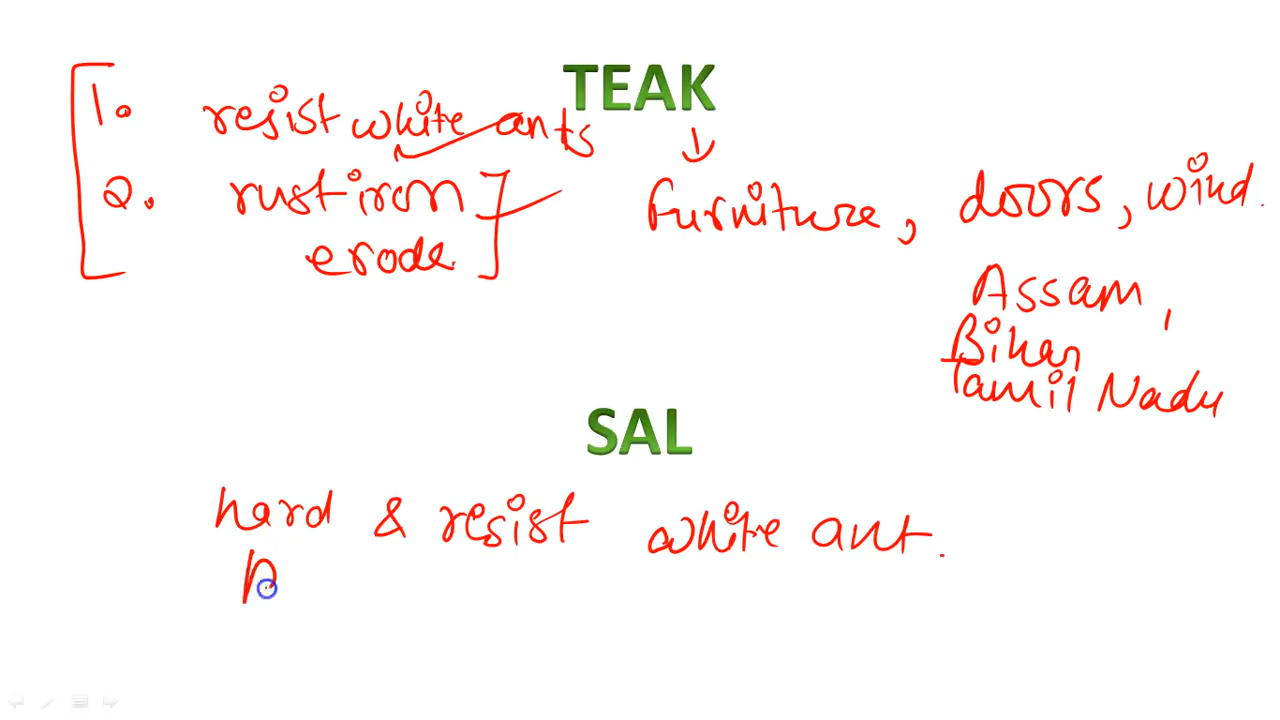 TEAK
1. resist white ants
2. rust iron
erode
Furniture, doors, wind.
Assam,
Bihar
Tamil Nadu
SAL
hard & resist white ant.